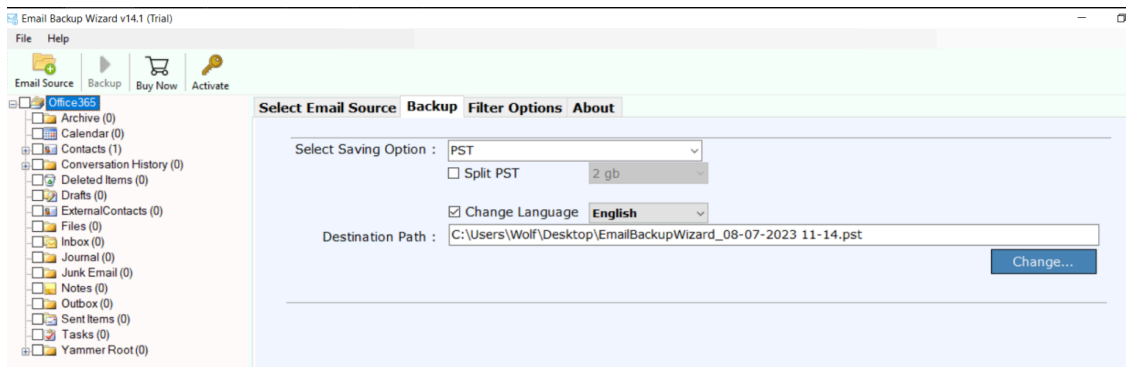 Email Backup Wizard v14.1 (Trial)
File Help
Email Source Backup Buy Now Activate
Office365
Archive (0)
Calendar (0)
Contacts (1)
Conversation History (0)
Deleted Items (0)
Drafts (0)
ExternalContacts (0)
Files (0)
Inbox (0)
Journal (0)
Junk Email (0)
Notes (0)
Outbox (0)
Sent Items (0)
Tasks (0)
Yammer Root (0)
Select Email Source Backup Filter Options About
Select Saving Option : PST
Split PST 2 gb
Change Language English
Destination Path : C:\Users\Wolf\Desktop\EmailBackupWizard_08-07-2023 11-14.pst
Change...